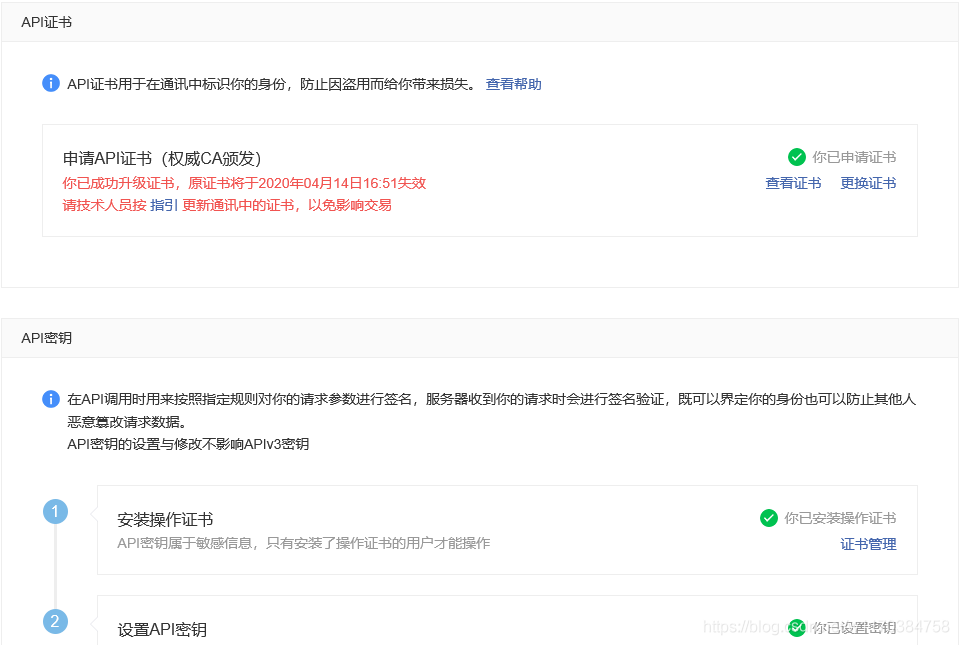 API证书
API证书用于在通讯中标识你的身份，防止因盗用而给你带来损失。 查看帮助
申请API证书（权威CA颁发）
你已申请证书
你已成功升级证书，原证书将于2020年04月14日16:51失效
查看证书 更换证书
请技术人员按 指引 更新通讯中的证书，以免影响交易
API密钥
在API调用时用来按照指定规则对你的请求参数进行签名，服务器收到你的请求时会进行签名验证，既可以界定你的身份也可以防止其他人
恶意篡改请求数据。
API密钥的设置与修改不影响APIv3密钥
1
安装操作证书
你已安装操作证书
API密钥属于敏感信息，只有安装了操作证书的用户才能操作
证书管理
2
设置API密钥
你已设置密钥